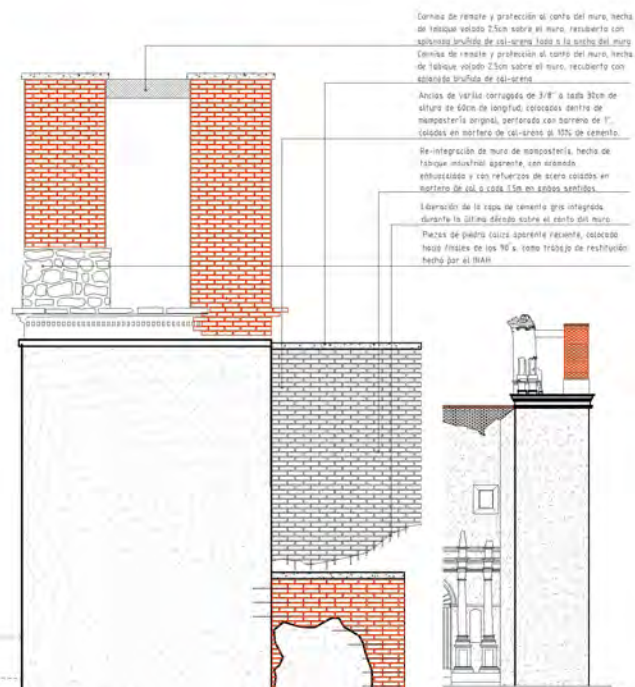 Cornisa de remate y protección al canto del muro, hecha
de tabique volado 2.5cm sobre el muro, recubierto con
aplanado bruñido de cal-arena todo a lo ancho del muro
Cornisa de remate y protección al canto del muro, hecha
de tabique volado 2.5cm sobre el muro, recubierto con
aplanado bruñido de cal-arena
Anclas de varilla corrugada de 3/8" a cada 30cm de
altura de 60cm de longitud, colocadas dentro de
mampostería original, perforada con barrena de 1",
coladas en mortero de cal-arena al 10% de cemento.
Re-integración de muro de mampostería, hecha de
tabique industrial aparente, con acomodo
cuatrapeado y con refuerzos de acero colados en
mortero de cal a cada 1.5m en ambos sentidos.
Liberación de la capa de cemento gris integrada
durante la última década sobre el canto del muro
Piezas de piedra caliza aparente reciente, colocada
hacia finales de los 90´s. como trabajo de restitución
hecho por el INAH